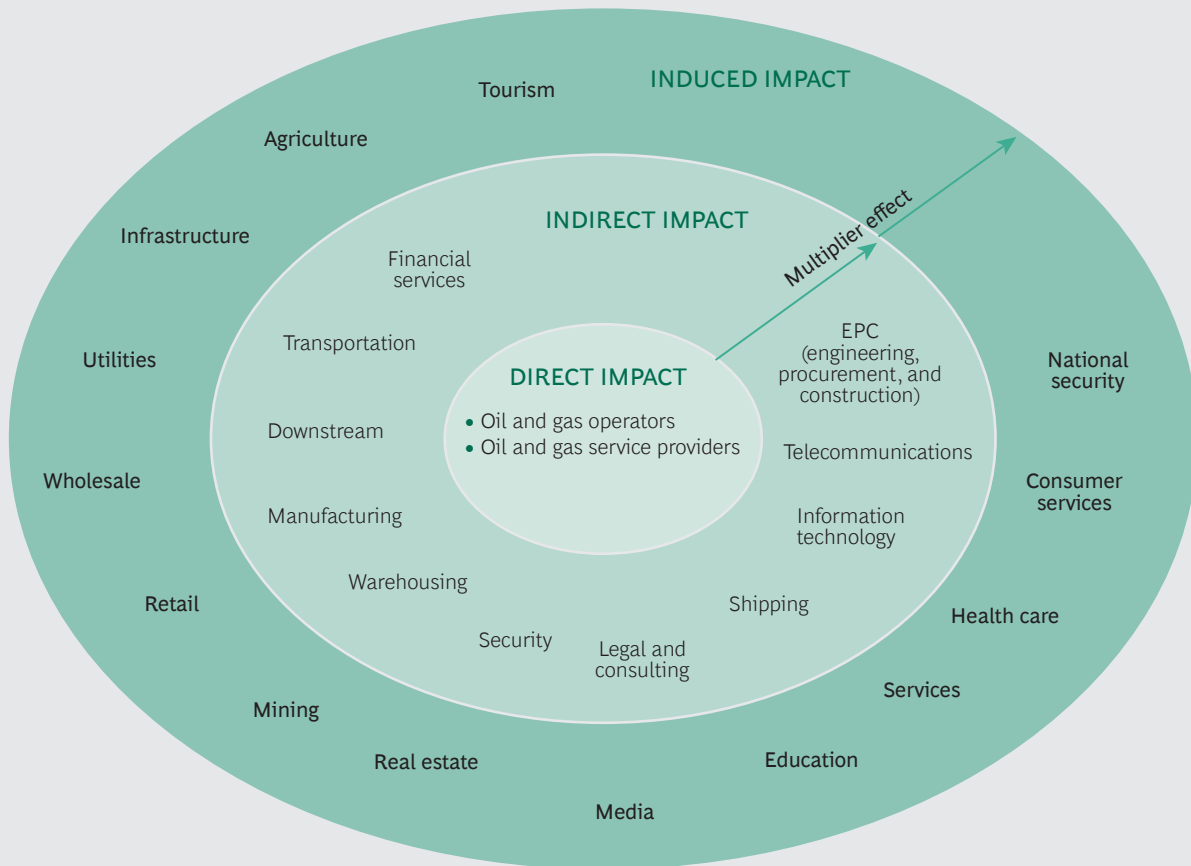 INDUCED IMPACT
Tourism
Agriculture
Infrastructure
Utilities
Wholesale
Retail
Mining
Real estate
Media
Education
Services
Health care
Consumer
services
National
security
Multiplier effect
INDIRECT IMPACT
Financial
services
Transportation
Downstream
Manufacturing
Warehousing
Security
Legal and
consulting
Shipping
Information
technology
Telecommunications
EPC
(engineering,
procurement, and
construction)
DIRECT IMPACT
• Oil and gas operators
• Oil and gas service providers